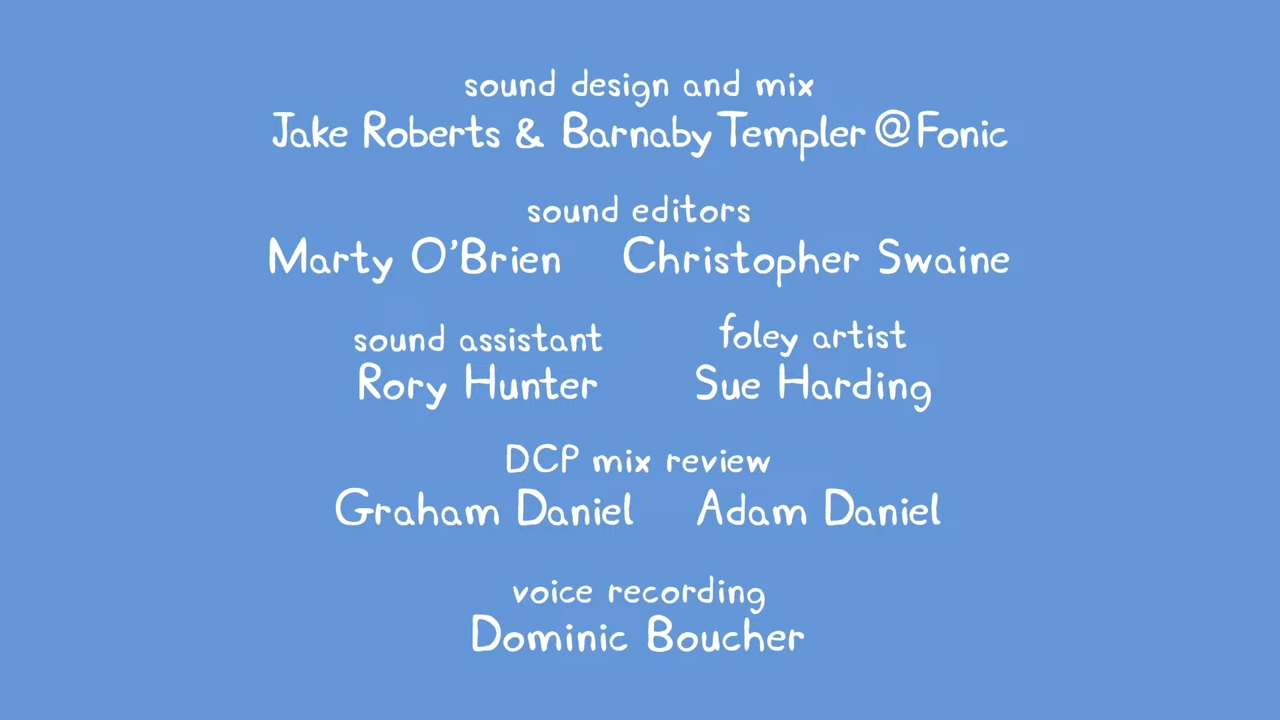 sound design and mix
Jake Roberts & Barnaby Templer @ Fonic
sound editors
Marty O'Brien Christopher Swaine
sound assistant foley artist
Rory Hunter Sue Harding
DCP mix review
Graham Daniel Adam Daniel
voice recording
Dominic Boucher